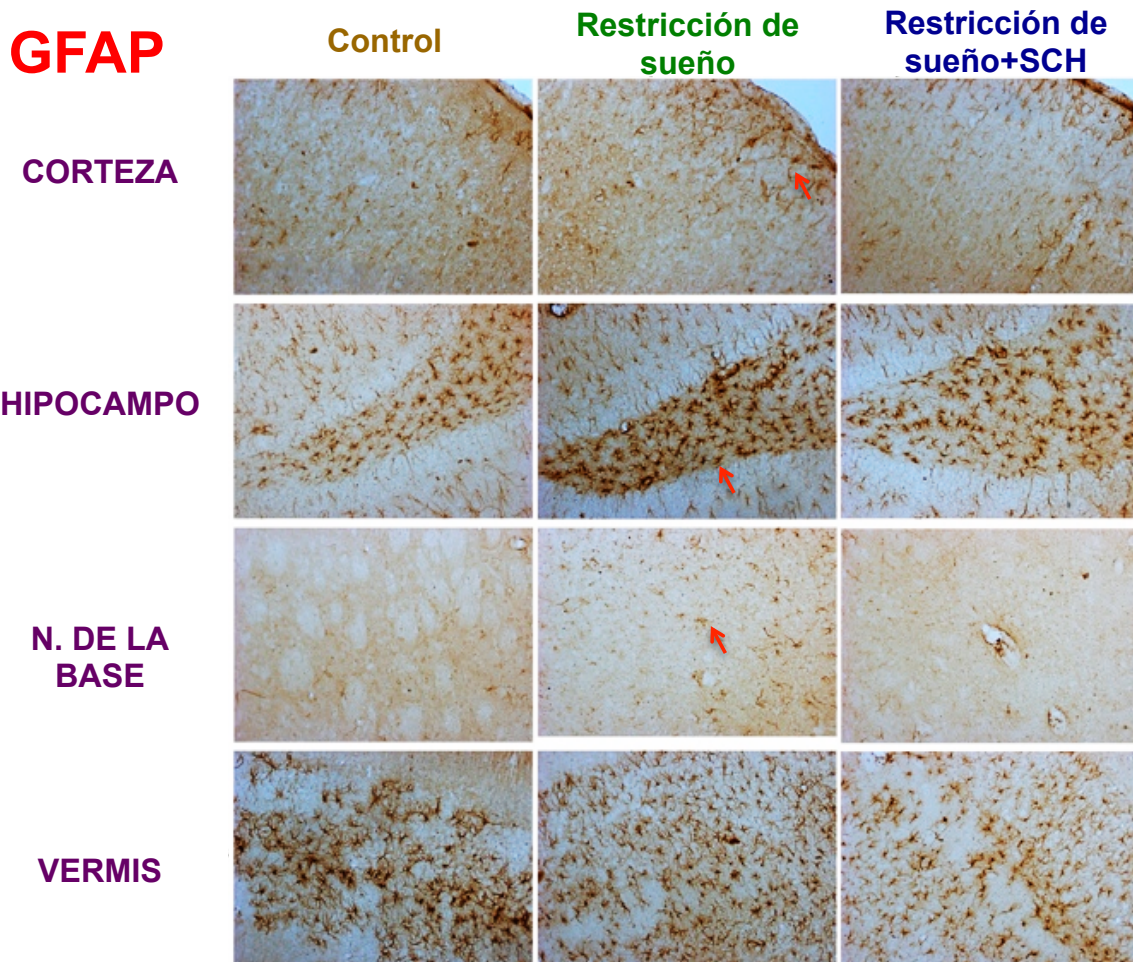 GFAP
Control
Restricción de
sueño
Restricción de
sueño+SCH
CORTEZA
HIPOCAMPO
N. DE LA
BASE
VERMIS